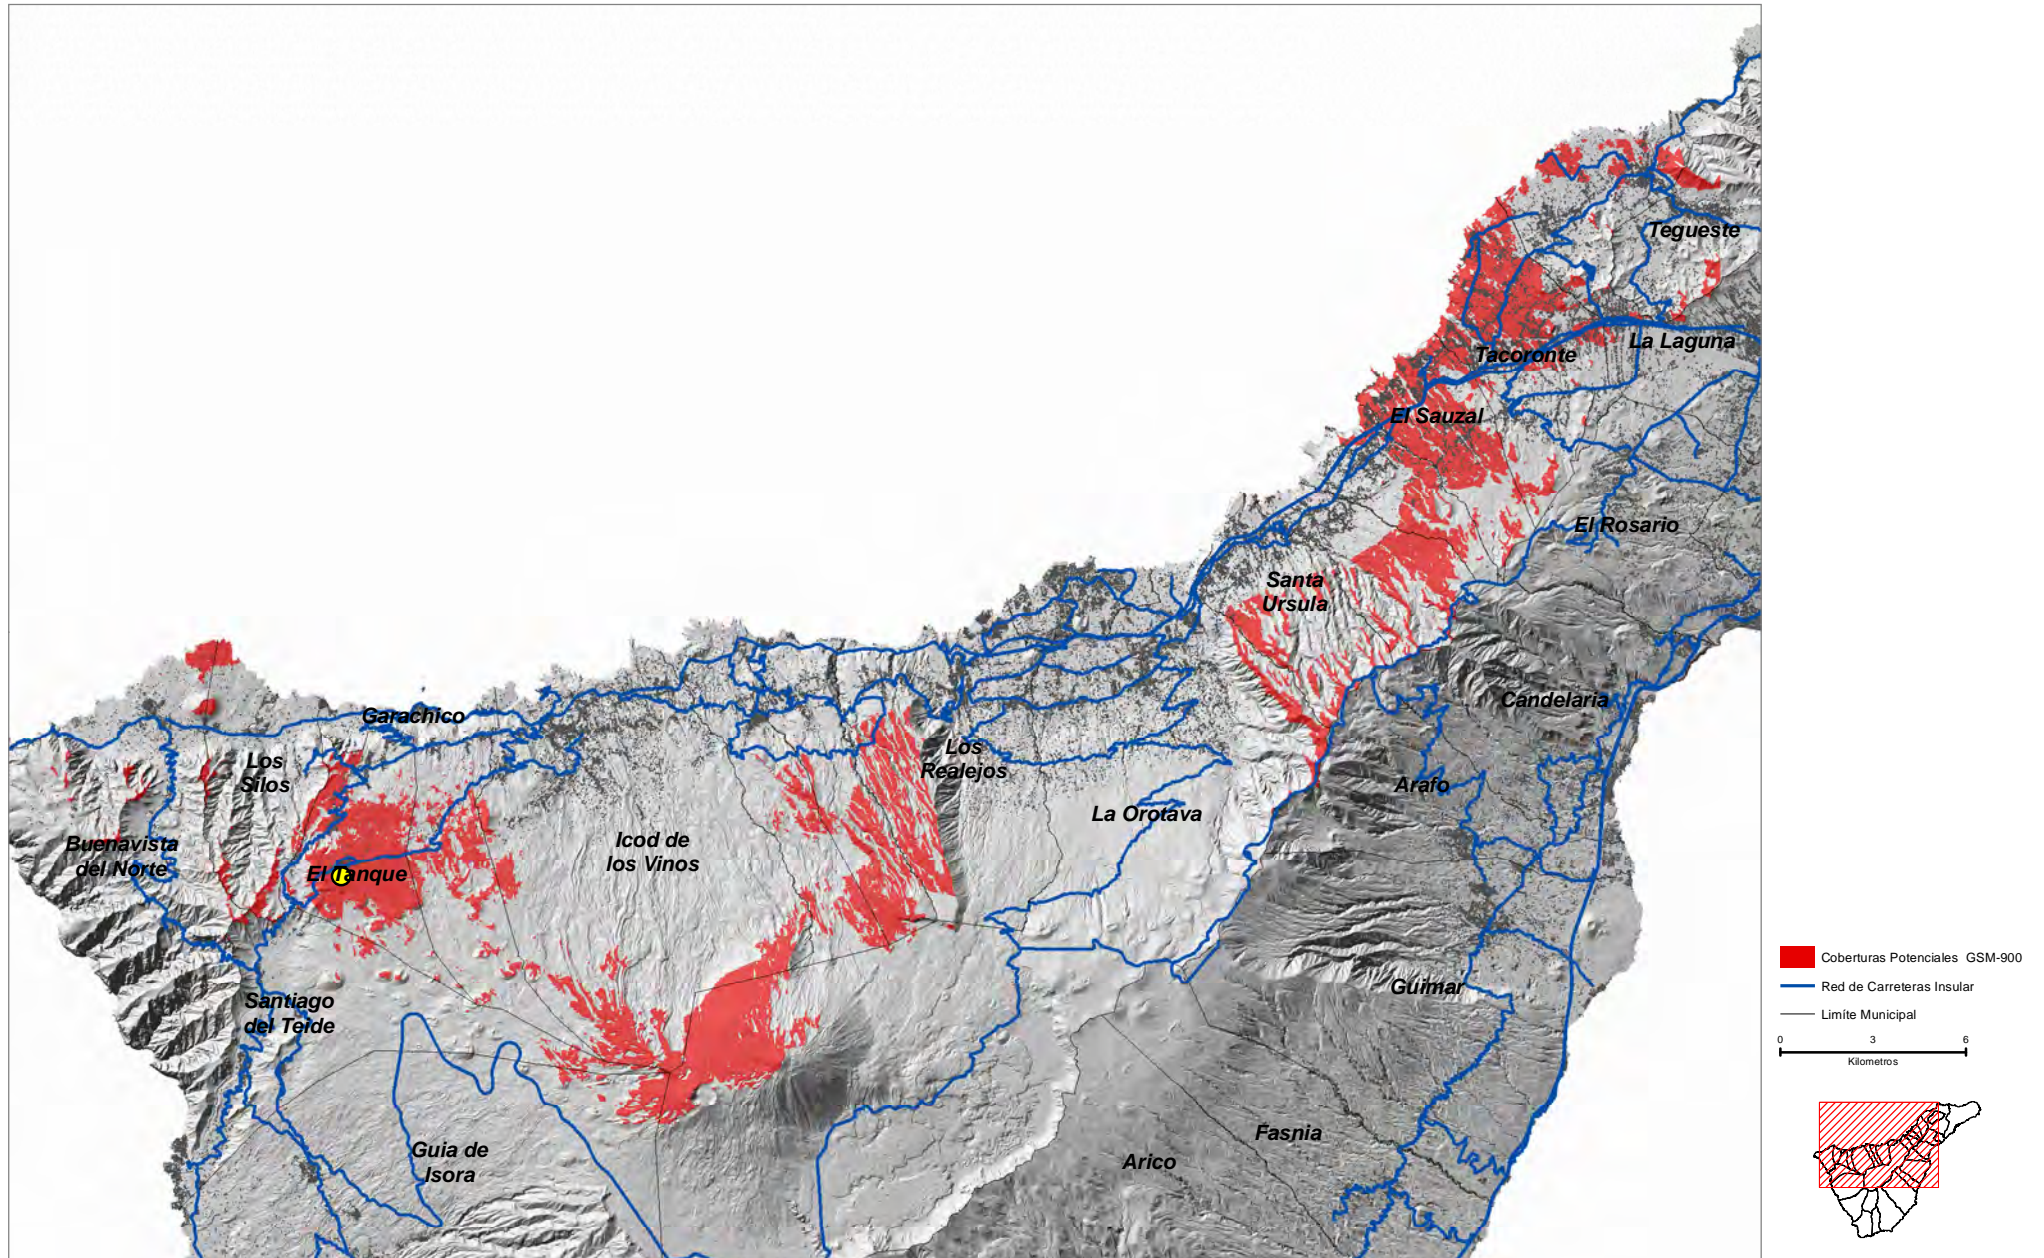 Tegueste
La Laguna
Tacoronte
El Sauzal
El Rosario
Santa
Ursula
Candelaria
Garachico
Los
Silos
Los
Realejos
Arafo
La Orotava
Buenavista
del Norte
Icod de
los Vinos
El Tanque
Guimar
Santiago
del Teide
Guia de
Isora
Fasnia
Arico
Coberturas Potenciales GSM-900
Red de Carreteras Insular
Limíte Municipal
0 3 6
Kilometros